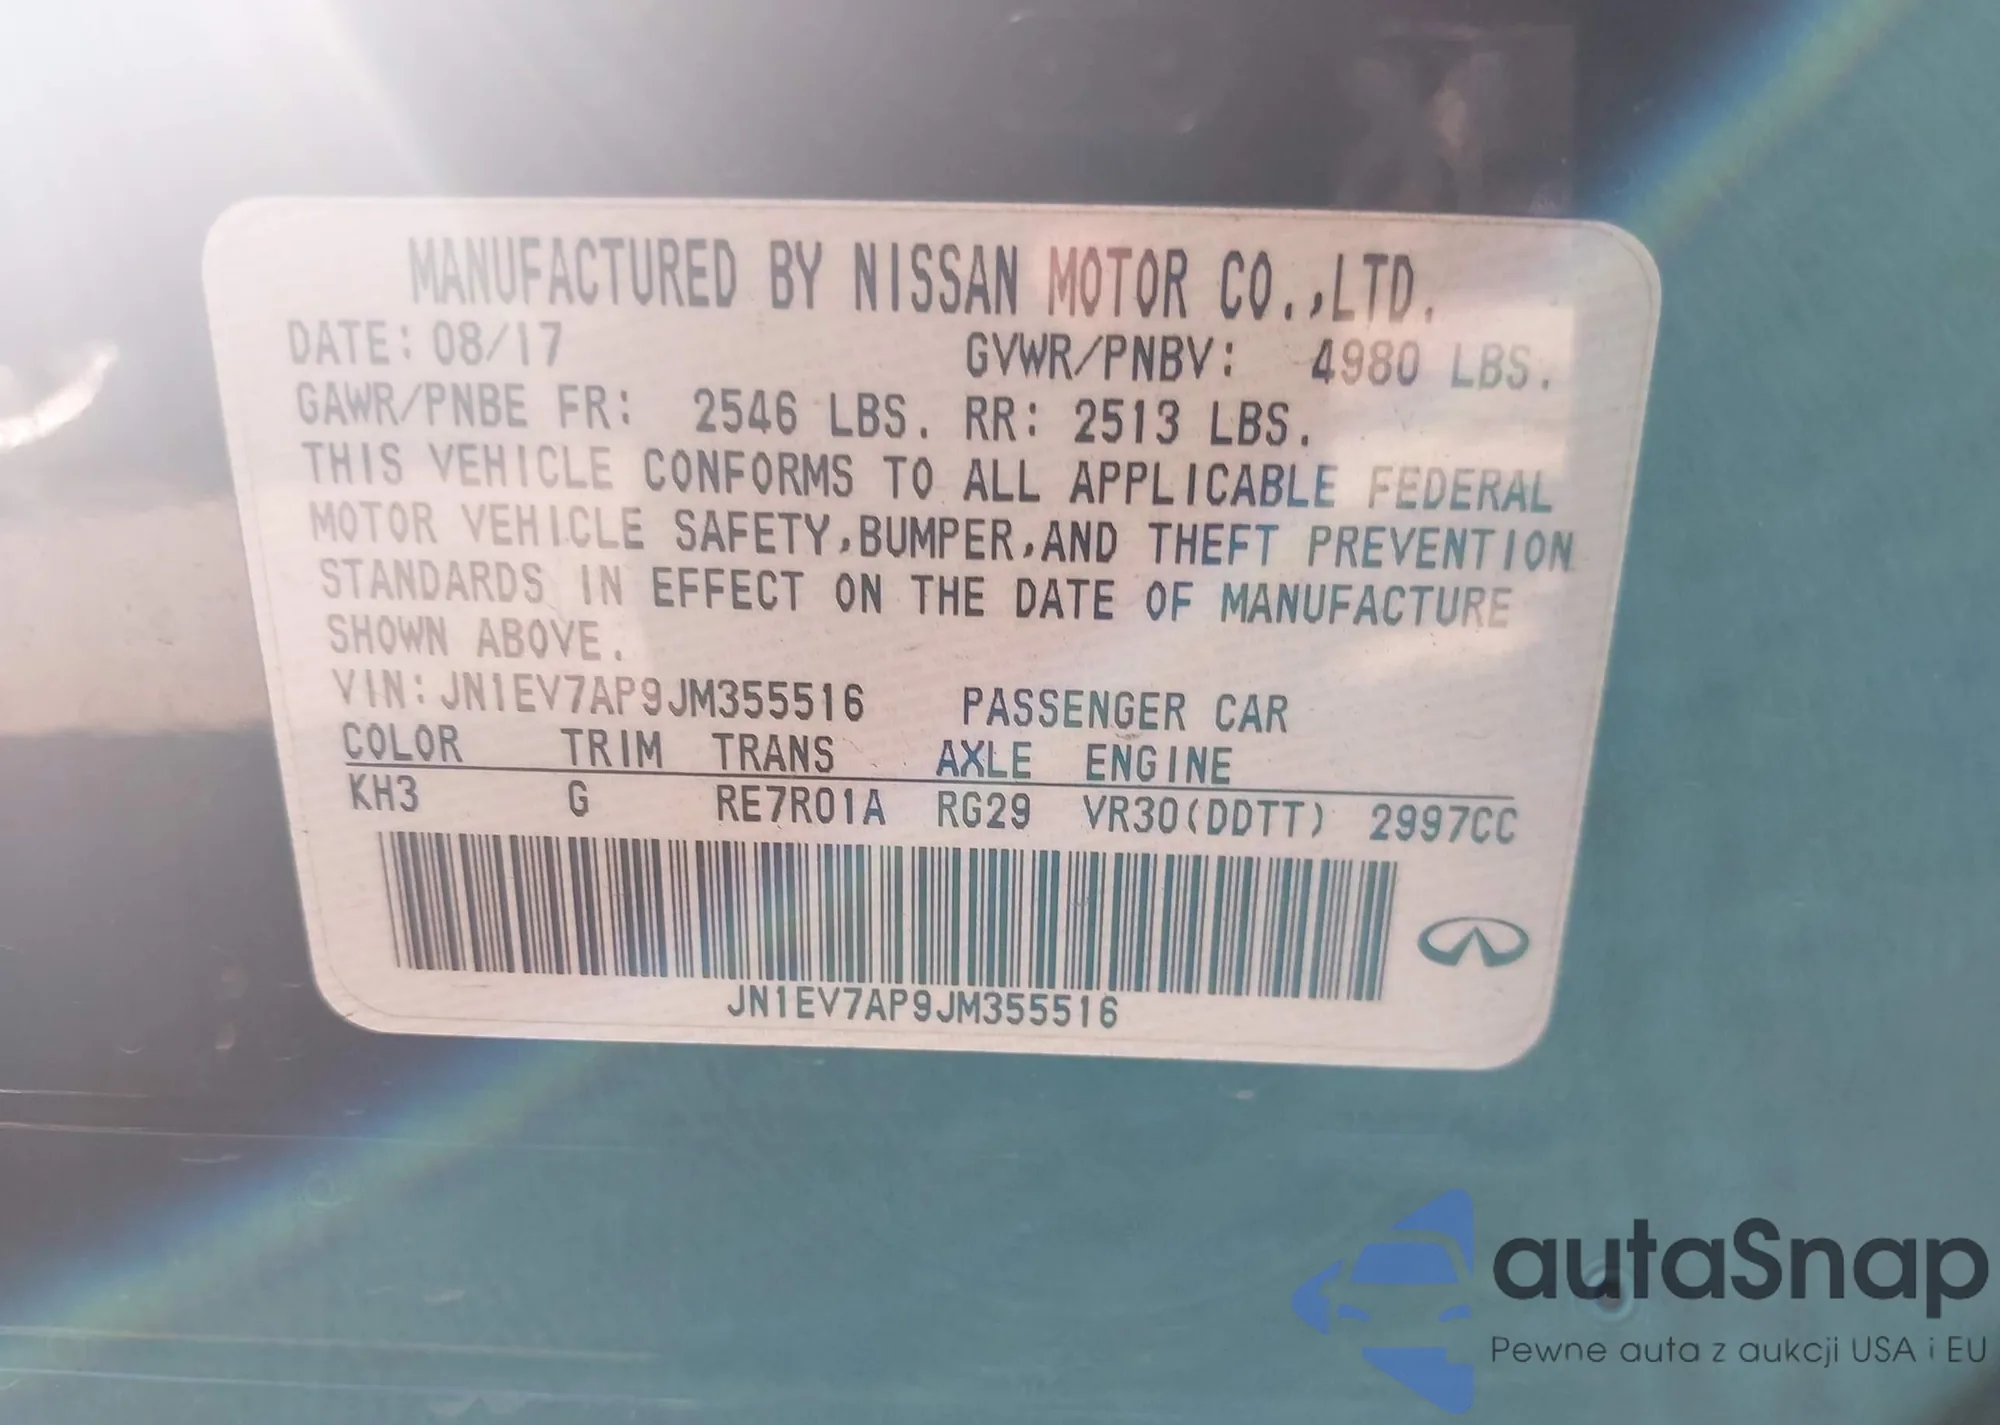 MANUFACTURED BY NISSAN MOTOR CO.,LTD.
DATE: 08/17 GVWR/PNBV: 4980 LBS.
GAWR/PNBE FR: 2546 LBS. RR: 2513 LBS.
THIS VEHICLE CONFORMS TO ALL APPLICABLE FEDERAL
MOTOR VEHICLE SAFETY,BUMPER,AND THEFT PREVENTION
STANDARDS IN EFFECT ON THE DATE OF MANUFACTURE
SHOWN ABOVE.
VIN: JN1EV7AP9JM355516 PASSENGER CAR
COLOR TRIM TRANS AXLE ENGINE
KH3 G RE7R01A RG29 VR30(DDTT) 2997CC
JN1EV7AP9JM355516
autaSnap
Pewne auta z aukcji USA i EU